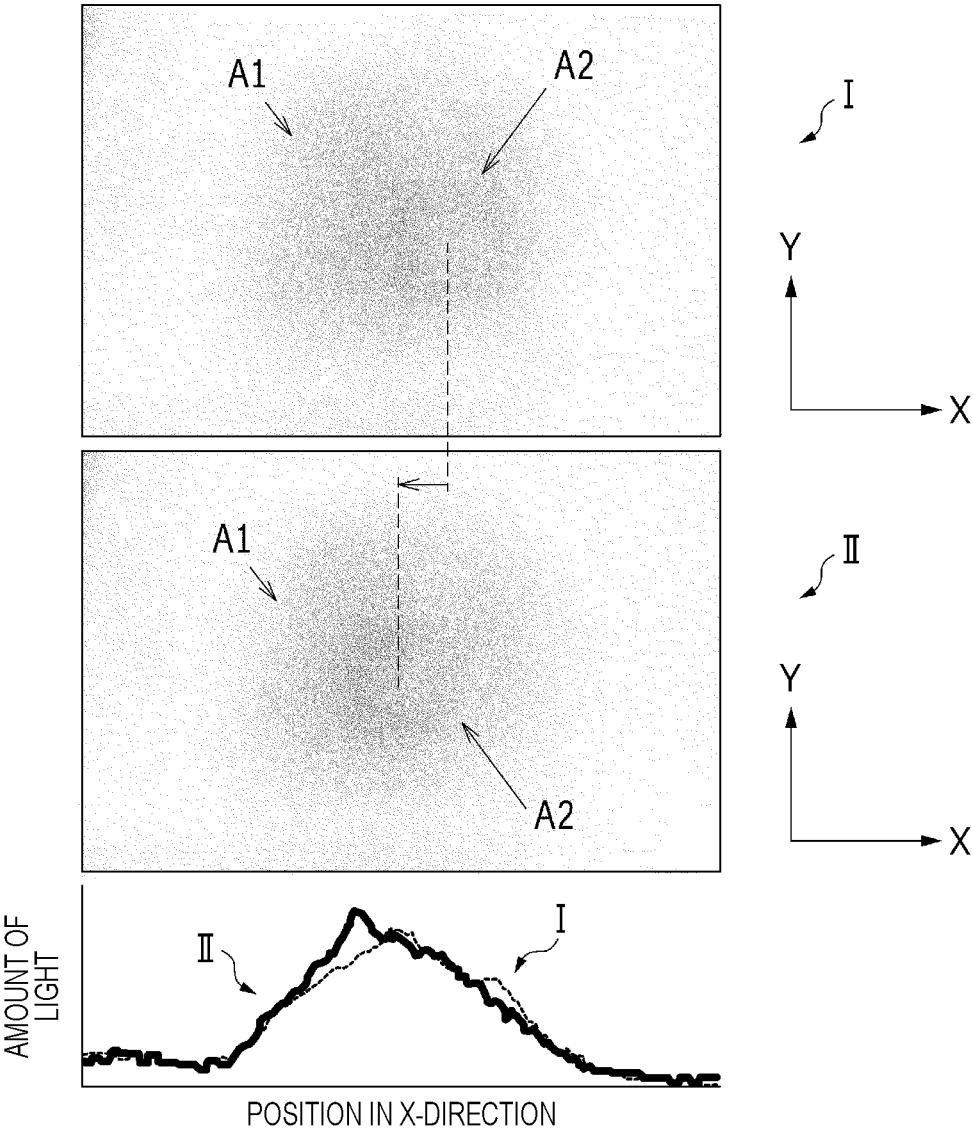 A1
A2
I
Y
X
A1
II
Y
A2
X
AMOUNT OF
LIGHT
II
I
POSITION IN X-DIRECTION